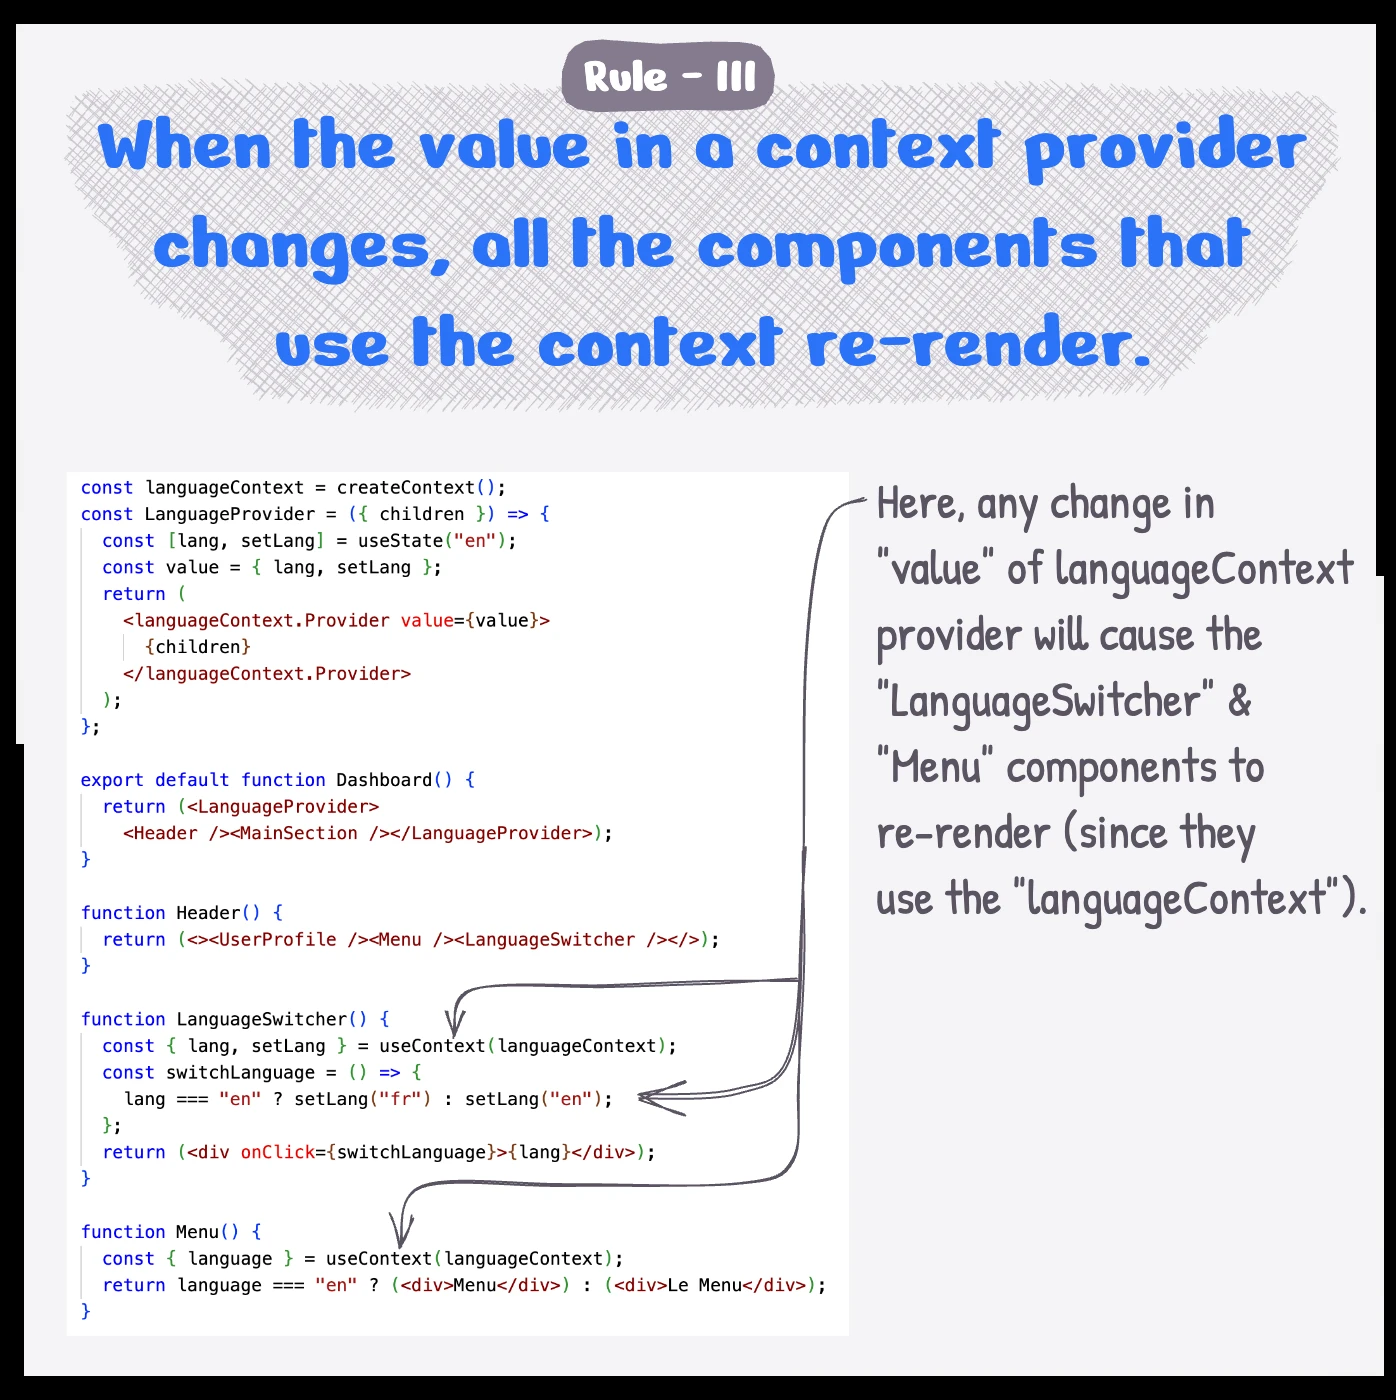 Rule - III
When the value in a context provider
changes, all the components that
use the context re-render.
const languageContext = createContext();
const LanguageProvider = ({ children }) => {
  const [lang, setLang] = useState("en");
  const value = { lang, setLang };
  return (
    <languageContext.Provider value={value}>
      {children}
    </languageContext.Provider>
  );
};
export default function Dashboard() {
  return (<LanguageProvider>
    <Header /><MainSection /></LanguageProvider>);
}
function Header() {
  return (<><UserProfile /><Menu /><LanguageSwitcher /></>);
}
function LanguageSwitcher() {
  const { lang, setLang } = useContext(languageContext);
  const switchLanguage = () => {
    lang === "en" ? setLang("fr") : setLang("en");
  };
  return (<div onClick={switchLanguage}>{lang}</div>);
}
function Menu() {
  const { language } = useContext(languageContext);
  return language === "en" ? (<div>Menu</div>) : (<div>Le Menu</div>);
}
Here, any change in
"value" of languageContext
provider will cause the
"LanguageSwitcher" &
"Menu" components to
re-render (since they
use the "languageContext").